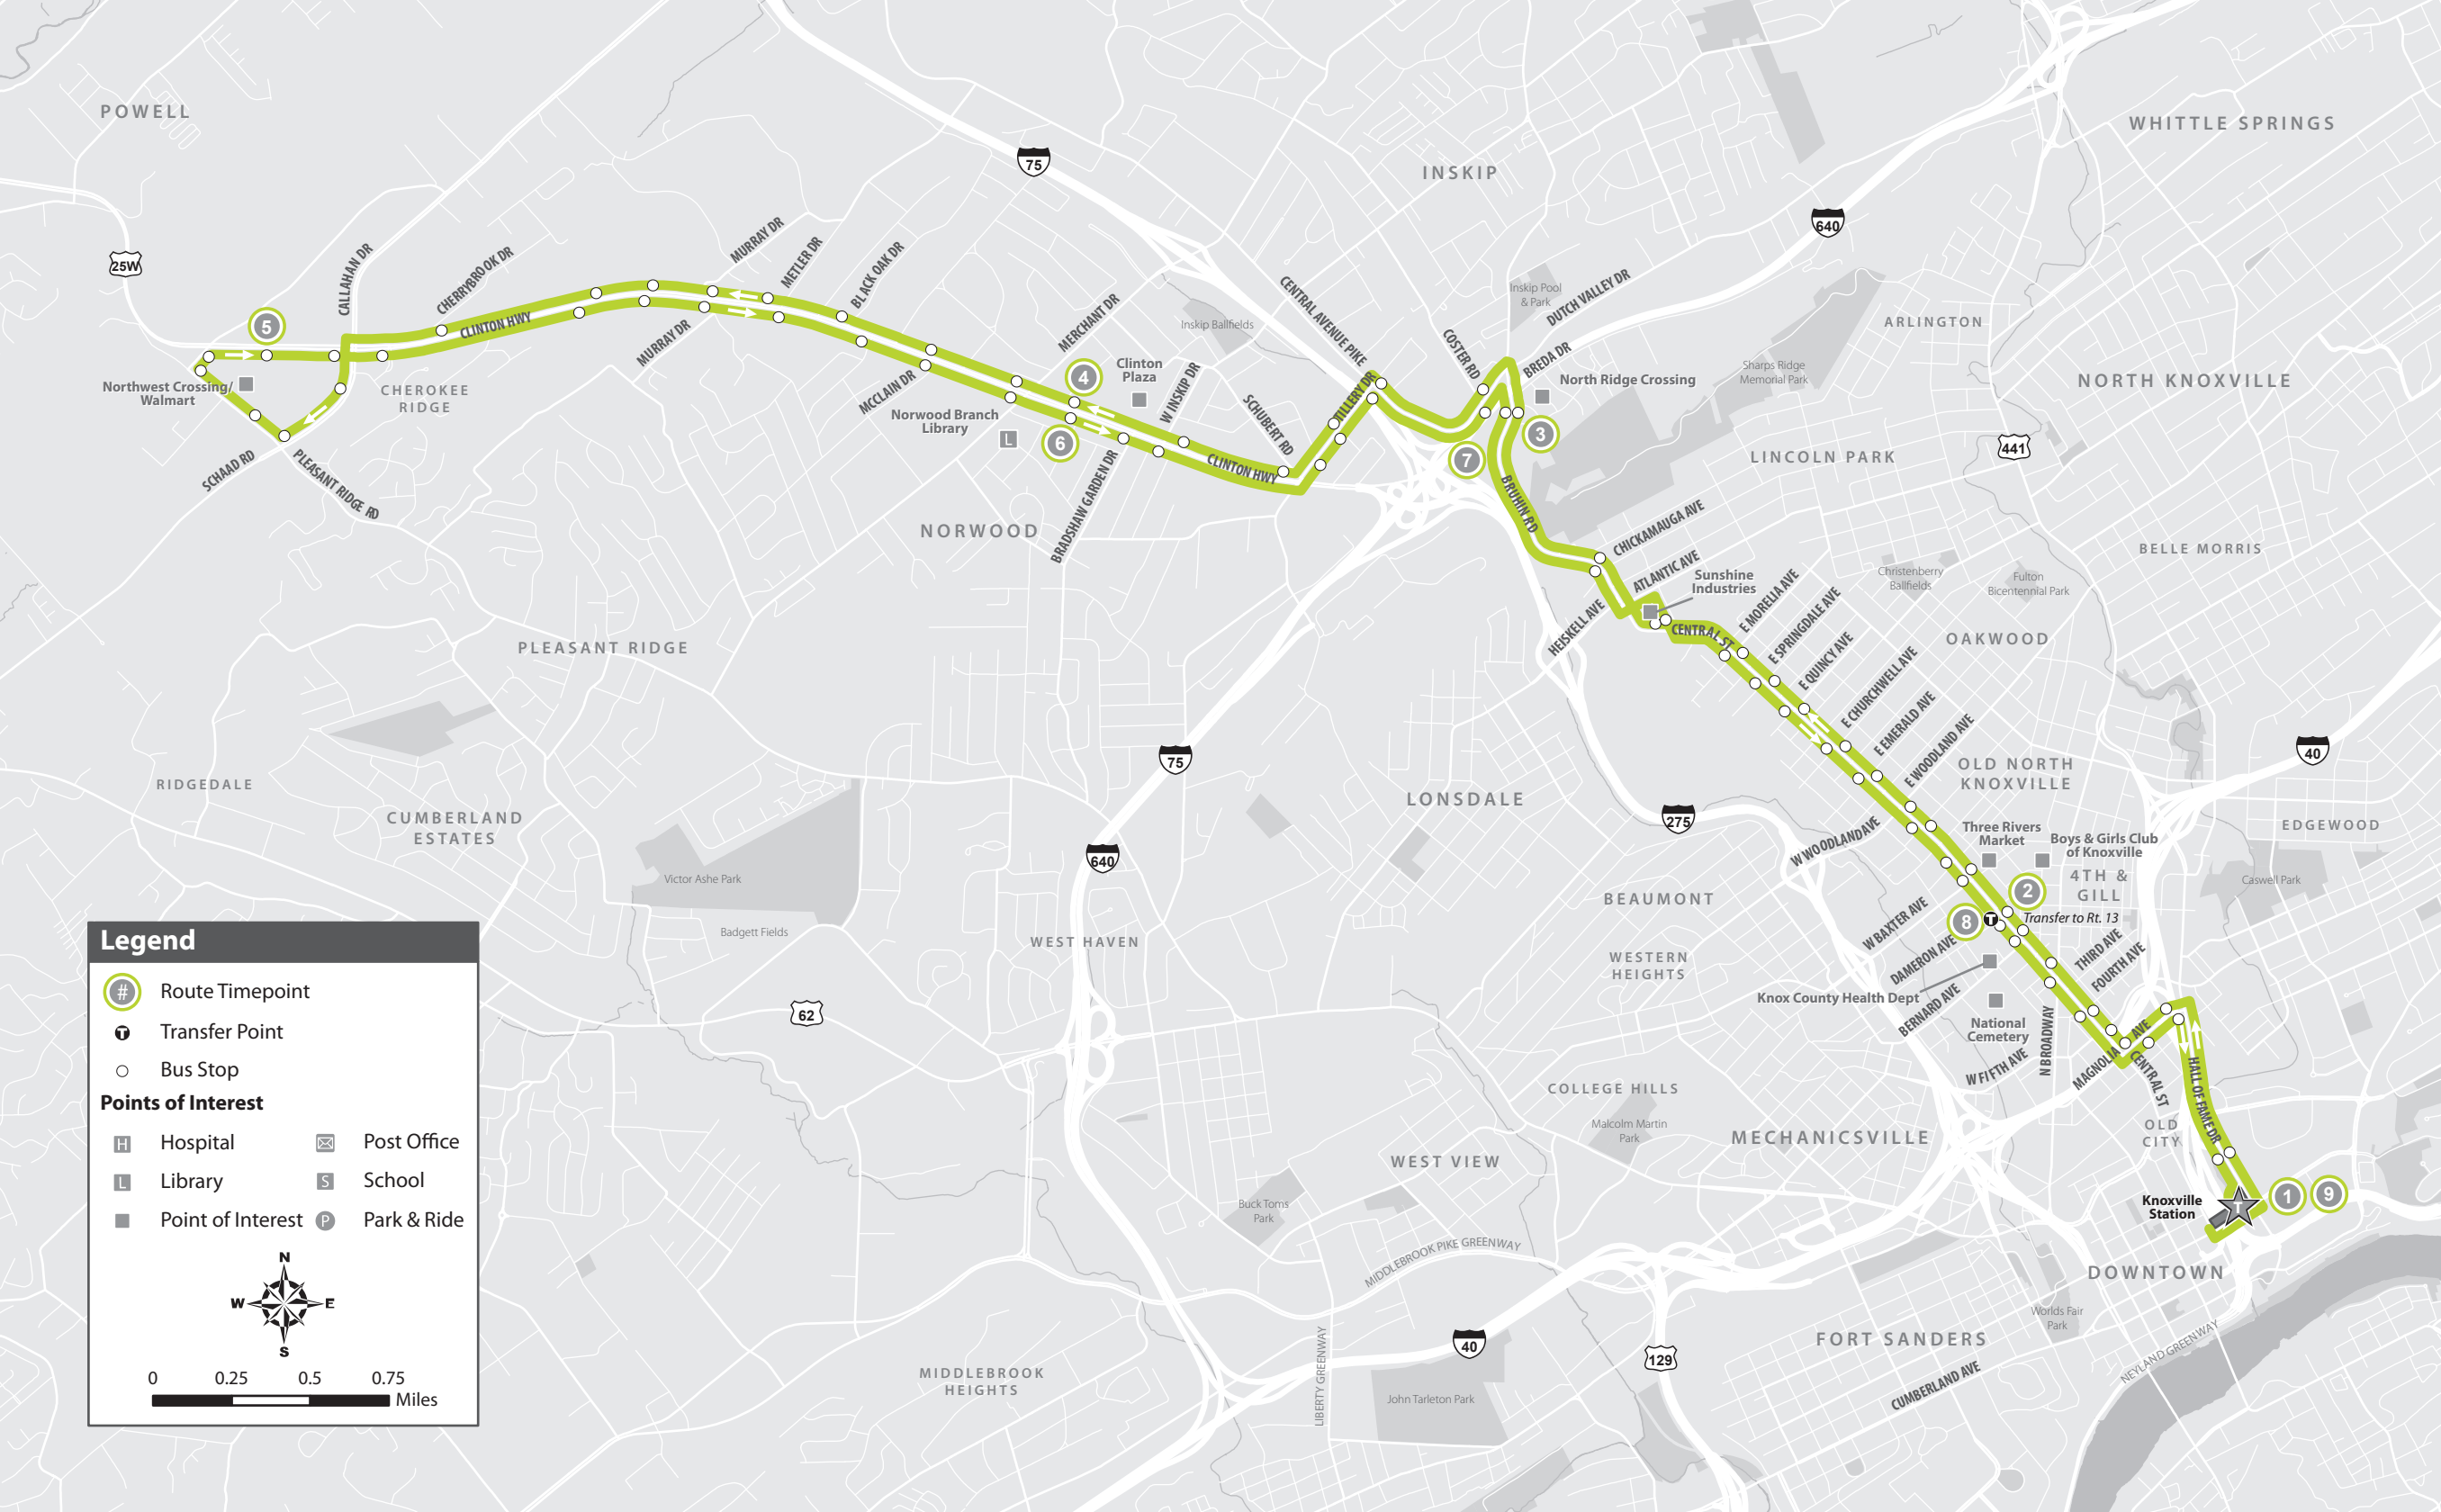 POWELL
WHITTLE SPRINGS
75
INSKIP
640
25W
CALLAHAN DR
CHERRYBROOK DR
MURRAY DR
METLER DR
BLACK OAK DR
CENTRAL AVENUE PIKE
Inskip Pool
& Park
DUTCH VALLEY DR
5
CLINTON HWY
MURRAY DR
MERCHANT DR
Inskip Ballfields
COSTER RD
BREDA DR
ARLINGTON
Sharps Ridge
Memorial Park
NORTH KNOXVILLE
Northwest Crossing/
Walmart
CHEROKEE
RIDGE
MCCLAIN DR
4
Clinton
Plaza
W INSKIP DR
TILLERY DR
North Ridge Crossing
Norwood Branch
Library
L
6
SCHUBERT RD
3
7
441
LINCOLN PARK
SCHAAD RD
PLEASANT RIDGE RD
CLINTON HWY
BRADSHAW GARDEN DR
NORWOOD
BRUHIN RD
CHICKAMAUGA AVE
BELLE MORRIS
ATLANTIC AVE
Sunshine
Industries
Christenberry
Ballfields
Fulton
Bicentennial Park
HEISKELL AVE
CENTRAL ST
E MORELIA AVE
E SPRINGDALE AVE
E QUINCY AVE
OAKWOOD
PLEASANT RIDGE
E CHURCHWELL AVE
E EMERALD AVE
E WOODLAND AVE
75
40
RIDGEDALE
OLD NORTH
KNOXVILLE
CUMBERLAND
ESTATES
LONSDALE
275
W WOODLAND AVE
Three Rivers
Market
Boys & Girls Club
of Knoxville
EDGEWOOD
640
Victor Ashe Park
BEAUMONT
4TH &
GILL
Caswell Park
2
8
T
Transfer to Rt. 13
W BAXTER AVE
Badgett Fields
WEST HAVEN
WESTERN
HEIGHTS
DAMERON AVE
THIRD AVE
FOURTH AVE
Knox County Health Dept
BERNARD AVE
National
Cemetery
62
W FIFTH AVE
N BROADWAY
MAGNOLIA AVE
CENTRAL ST
HALL OF FAME DR
COLLEGE HILLS
Malcolm Martin
Park
MECHANICSVILLE
OLD
CITY
WEST VIEW
Buck Toms
Park
Knoxville
Station
T
1
9
MIDDLEBROOK PIKE GREENWAY
DOWNTOWN
Worlds Fair
Park
FORT SANDERS
NEYLAND GREENWAY
CUMBERLAND AVE
40
129
MIDDLEBROOK
HEIGHTS
LIBERTY GREENWAY
John Tarleton Park
Legend
# Route Timepoint
T Transfer Point
Bus Stop
Points of Interest
H Hospital
Post Office
L Library
S School
Point of Interest
P Park & Ride
N
W E
S
0 0.25 0.5 0.75
Miles